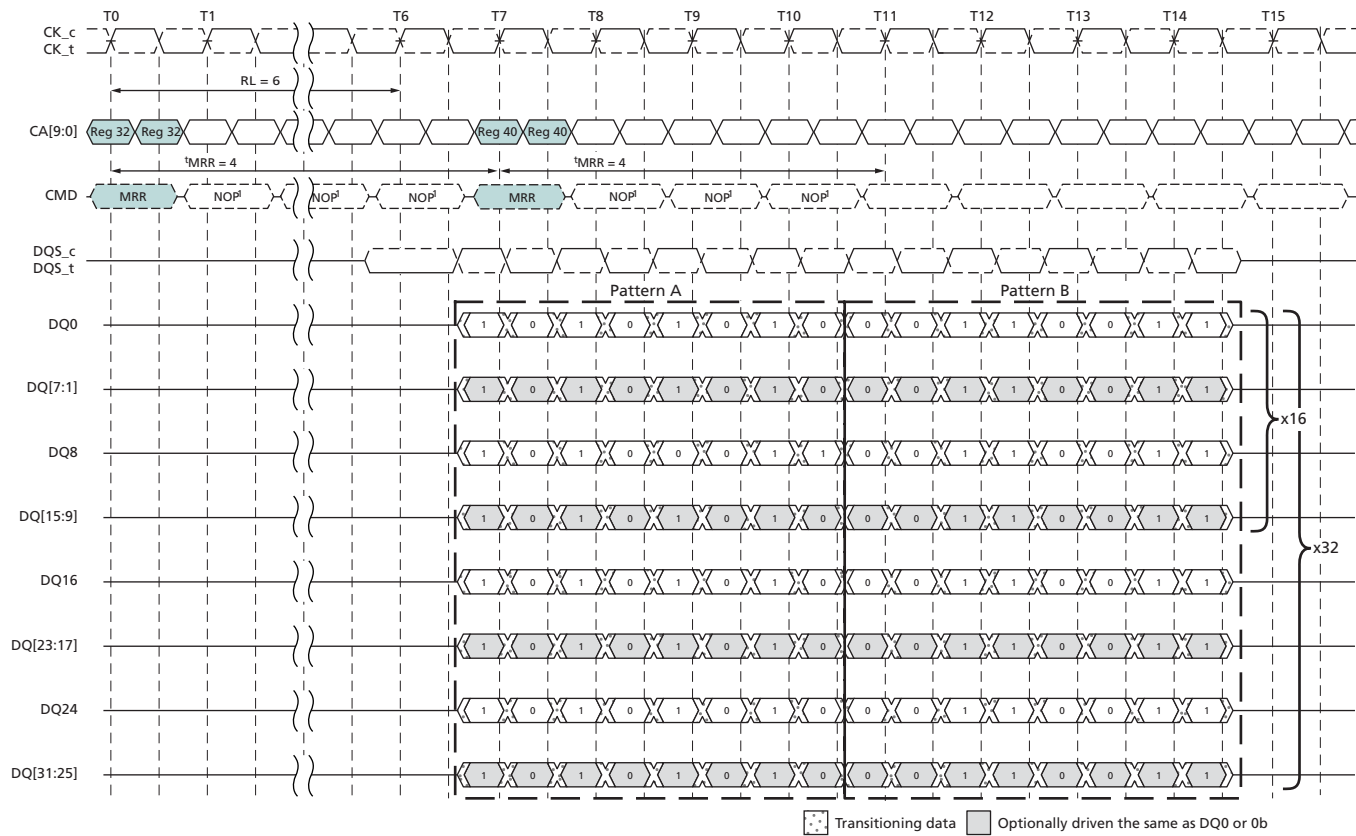 T0 T1 T6 T7 T8 T9 T10 T11 T12 T13 T14 T15
CK_c
CK_t
RL = 6
CA[9:0] Reg 32 Reg 32 Reg 40 Reg 40
tMRR = 4 tMRR = 4
CMD MRR NOP1 NOP1 NOP1 MRR NOP1 NOP1 NOP1
DQS_c
DQS_t
Pattern A Pattern B
DQ0 1 0 1 0 1 0 1 0 0 0 1 1 0 0 1 1
DQ[7:1] 1 0 1 0 1 0 1 0 0 0 1 1 0 0 1 1
x16
DQ8 1 0 1 0 0 0 1 1 0 0 1 1 0 0 1 1
DQ[15:9] 1 0 1 0 1 0 1 0 0 0 1 1 0 0 1 1
x32
DQ16 1 0 1 0 1 0 1 0 0 0 1 1 0 0 1 1
DQ[23:17] 1 0 1 0 1 0 1 0 0 0 1 1 0 0 1 1
DQ24 1 0 1 0 1 0 1 0 0 0 1 1 0 0 1 1
DQ[31:25] 1 0 1 0 1 0 1 0 0 0 1 1 0 0 1 1
Transitioning data Optionally driven the same as DQ0 or 0b